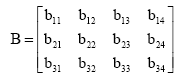 B = [b₁₁ b₁₂ b₁₃ b₁₄
b₂₁ b₂₂ b₂₃ b₂₄
b₃₁ b₃₂ b₃₃ b₃₄]